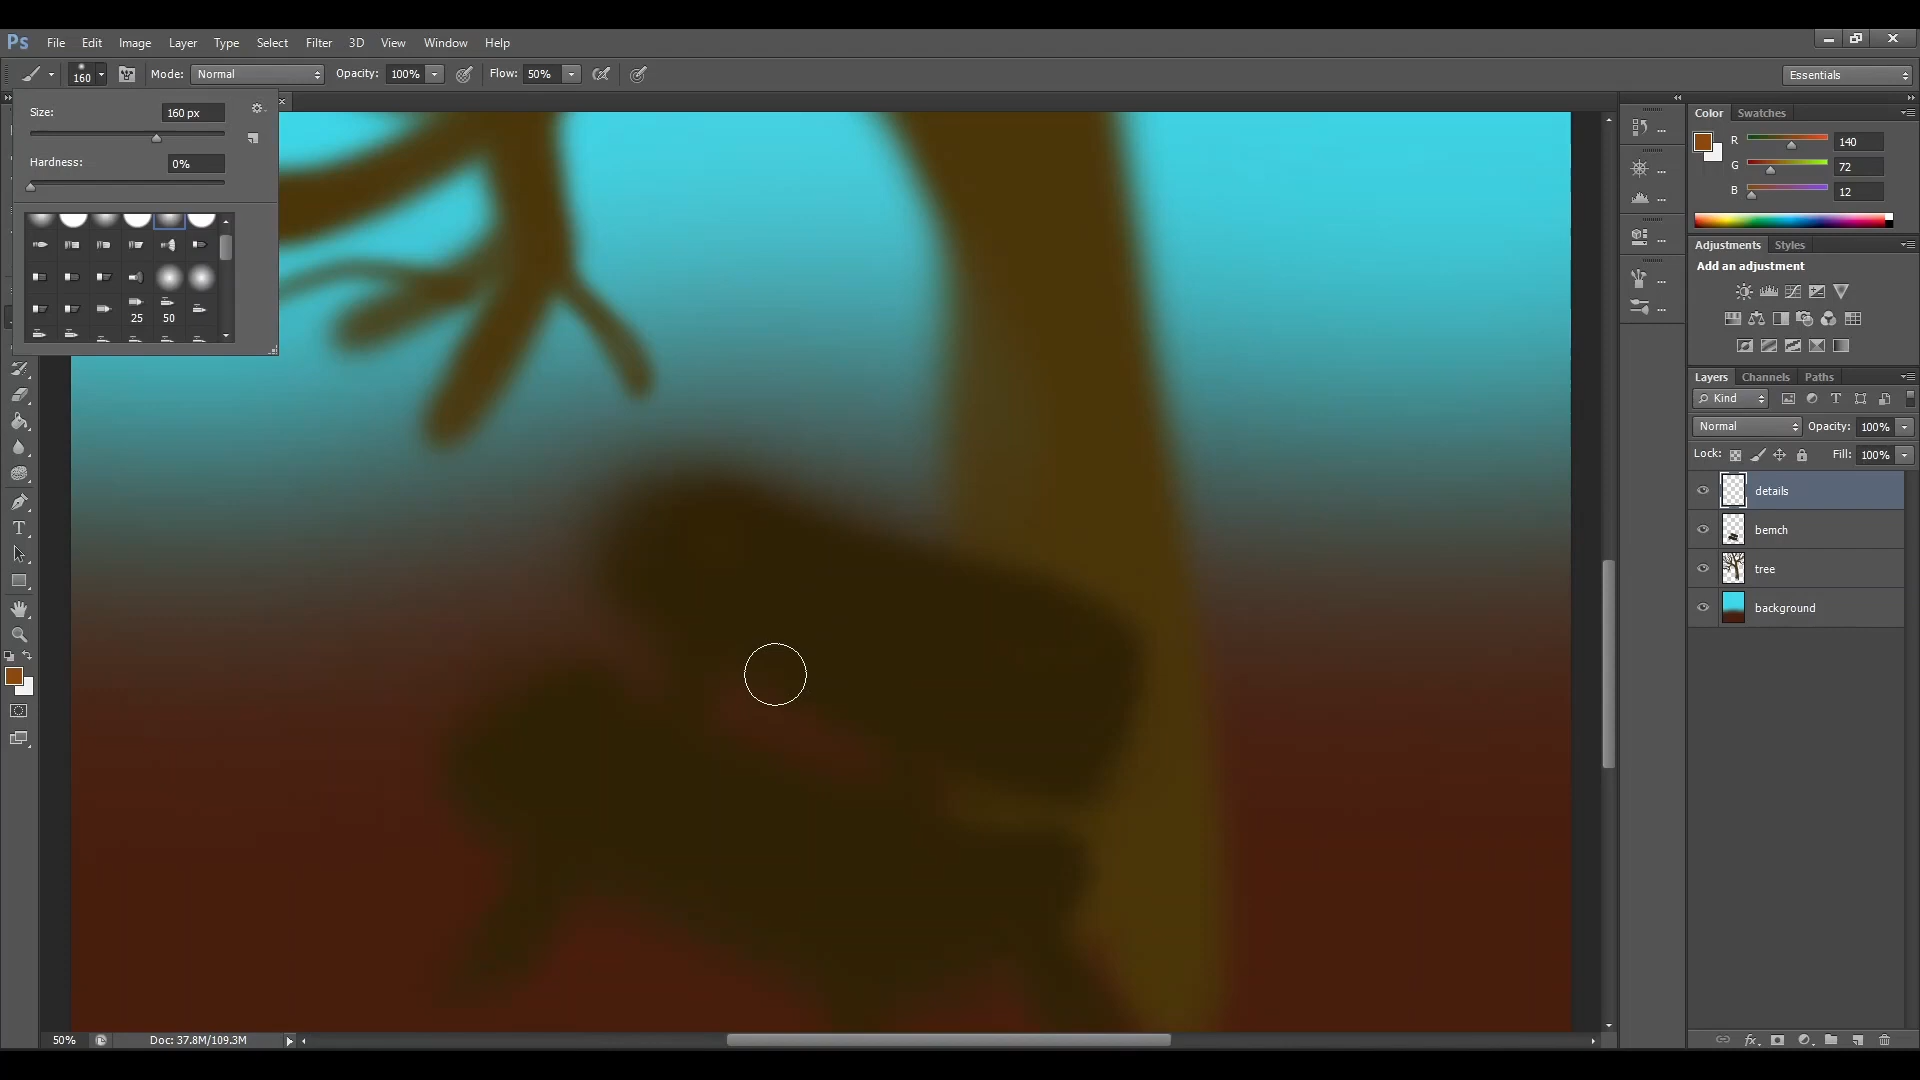 Ps File Edit Image Layer Type Select Filter 3D View Window Help
160 Mode: Normal Opacity: 100% Flow: 50% Essentials
Size: 160 px
Hardness: 0%
25 50
Color Swatches
R 140
G 72
B 12
Adjustments Styles
Add an adjustment
Layers Channels Paths
Kind
Normal Opacity: 100%
Lock: Fill: 100%
details
bemch
tree
background
50% Doc: 37.8M/109.3M